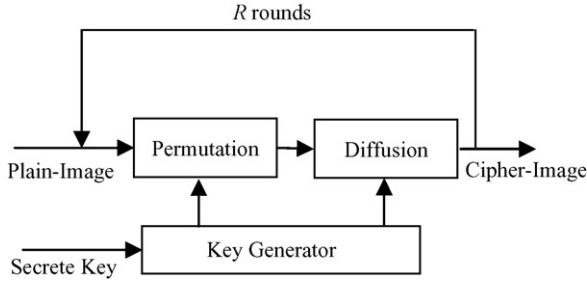 R rounds
Permutation
Diffusion
Plain-Image
Cipher-Image
Key Generator
Secrete Key